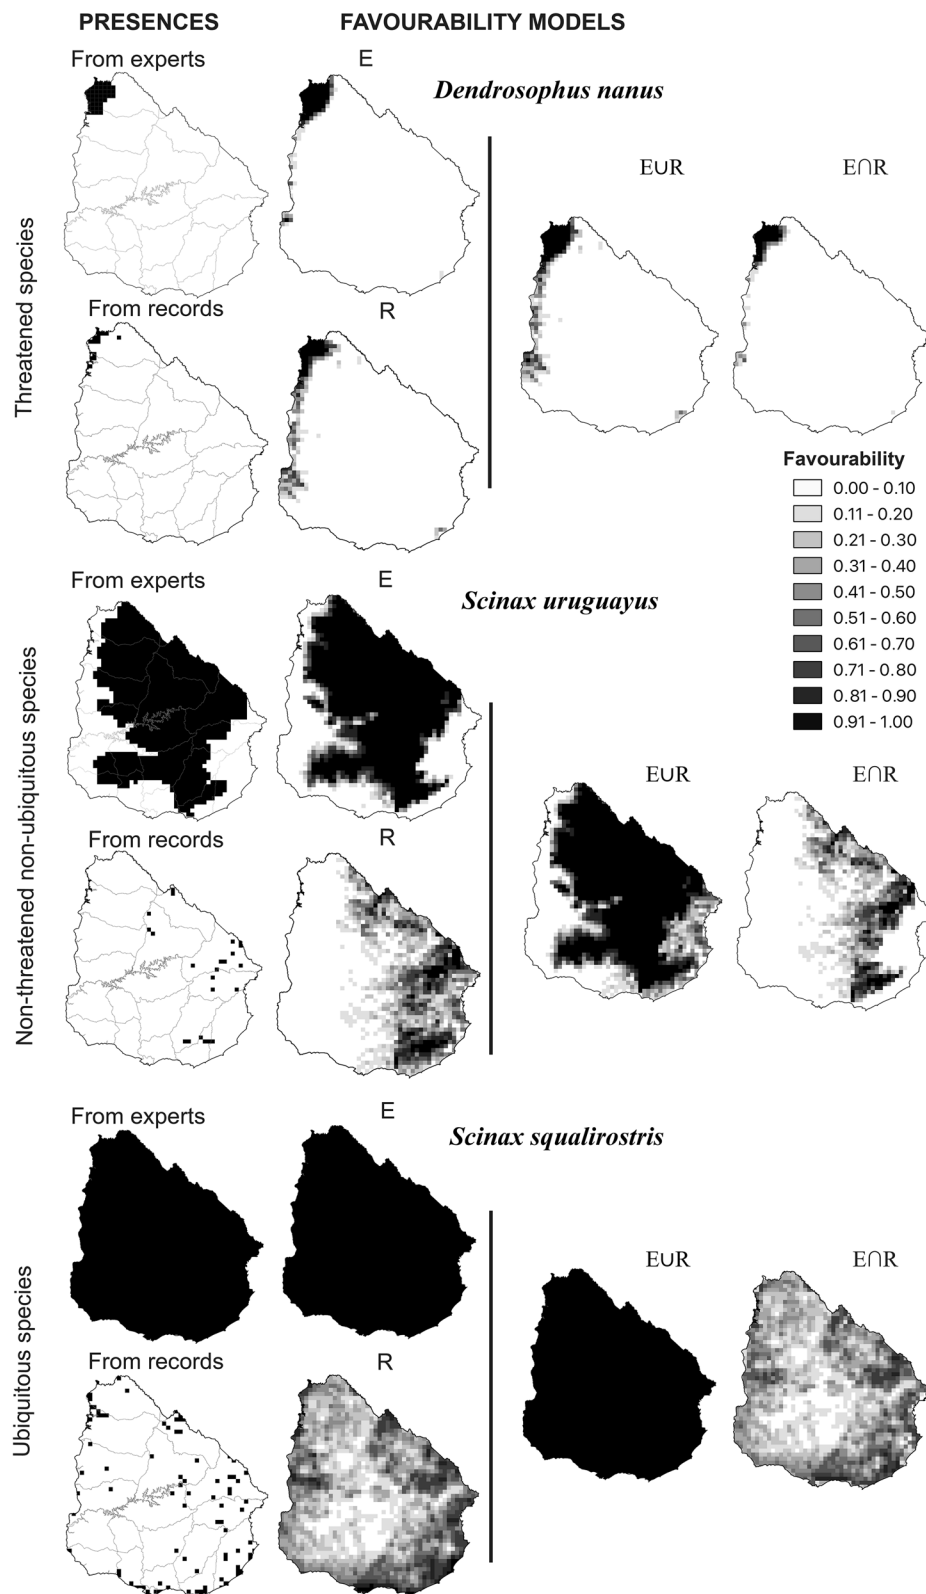 PRESENCES
FAVOURABILITY MODELS
From experts
E
Dendrosophus nanus
E∪R
E∩R
Threatened species
From records
R
Favourability
0.00 - 0.10
0.11 - 0.20
0.21 - 0.30
0.31 - 0.40
0.41 - 0.50
0.51 - 0.60
0.61 - 0.70
0.71 - 0.80
0.81 - 0.90
0.91 - 1.00
From experts
E
Scinax uruguayus
Non-threatened non-ubiquitous species
E∪R
E∩R
From records
R
From experts
E
Scinax squalirostris
Ubiquitous species
E∪R
E∩R
From records
R